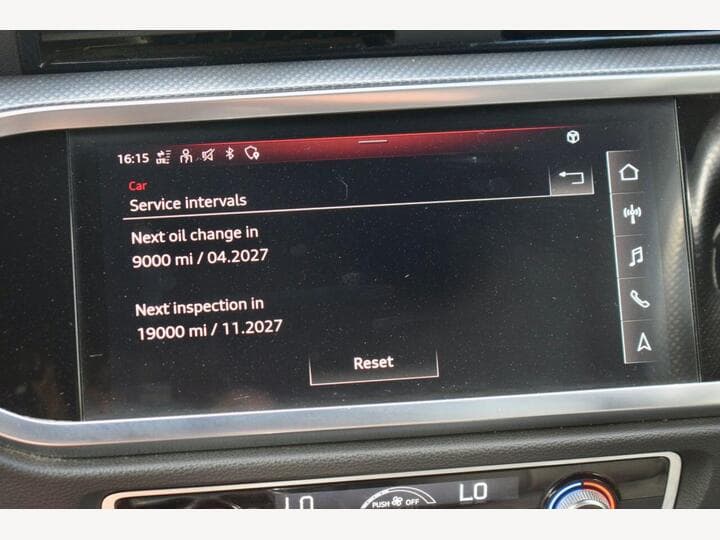 16:15 LTE
Car
Service intervals
Next oil change in
9000 mi / 04.2027
Next inspection in
19000 mi / 11.2027
Reset
LO PUSH OFF LO